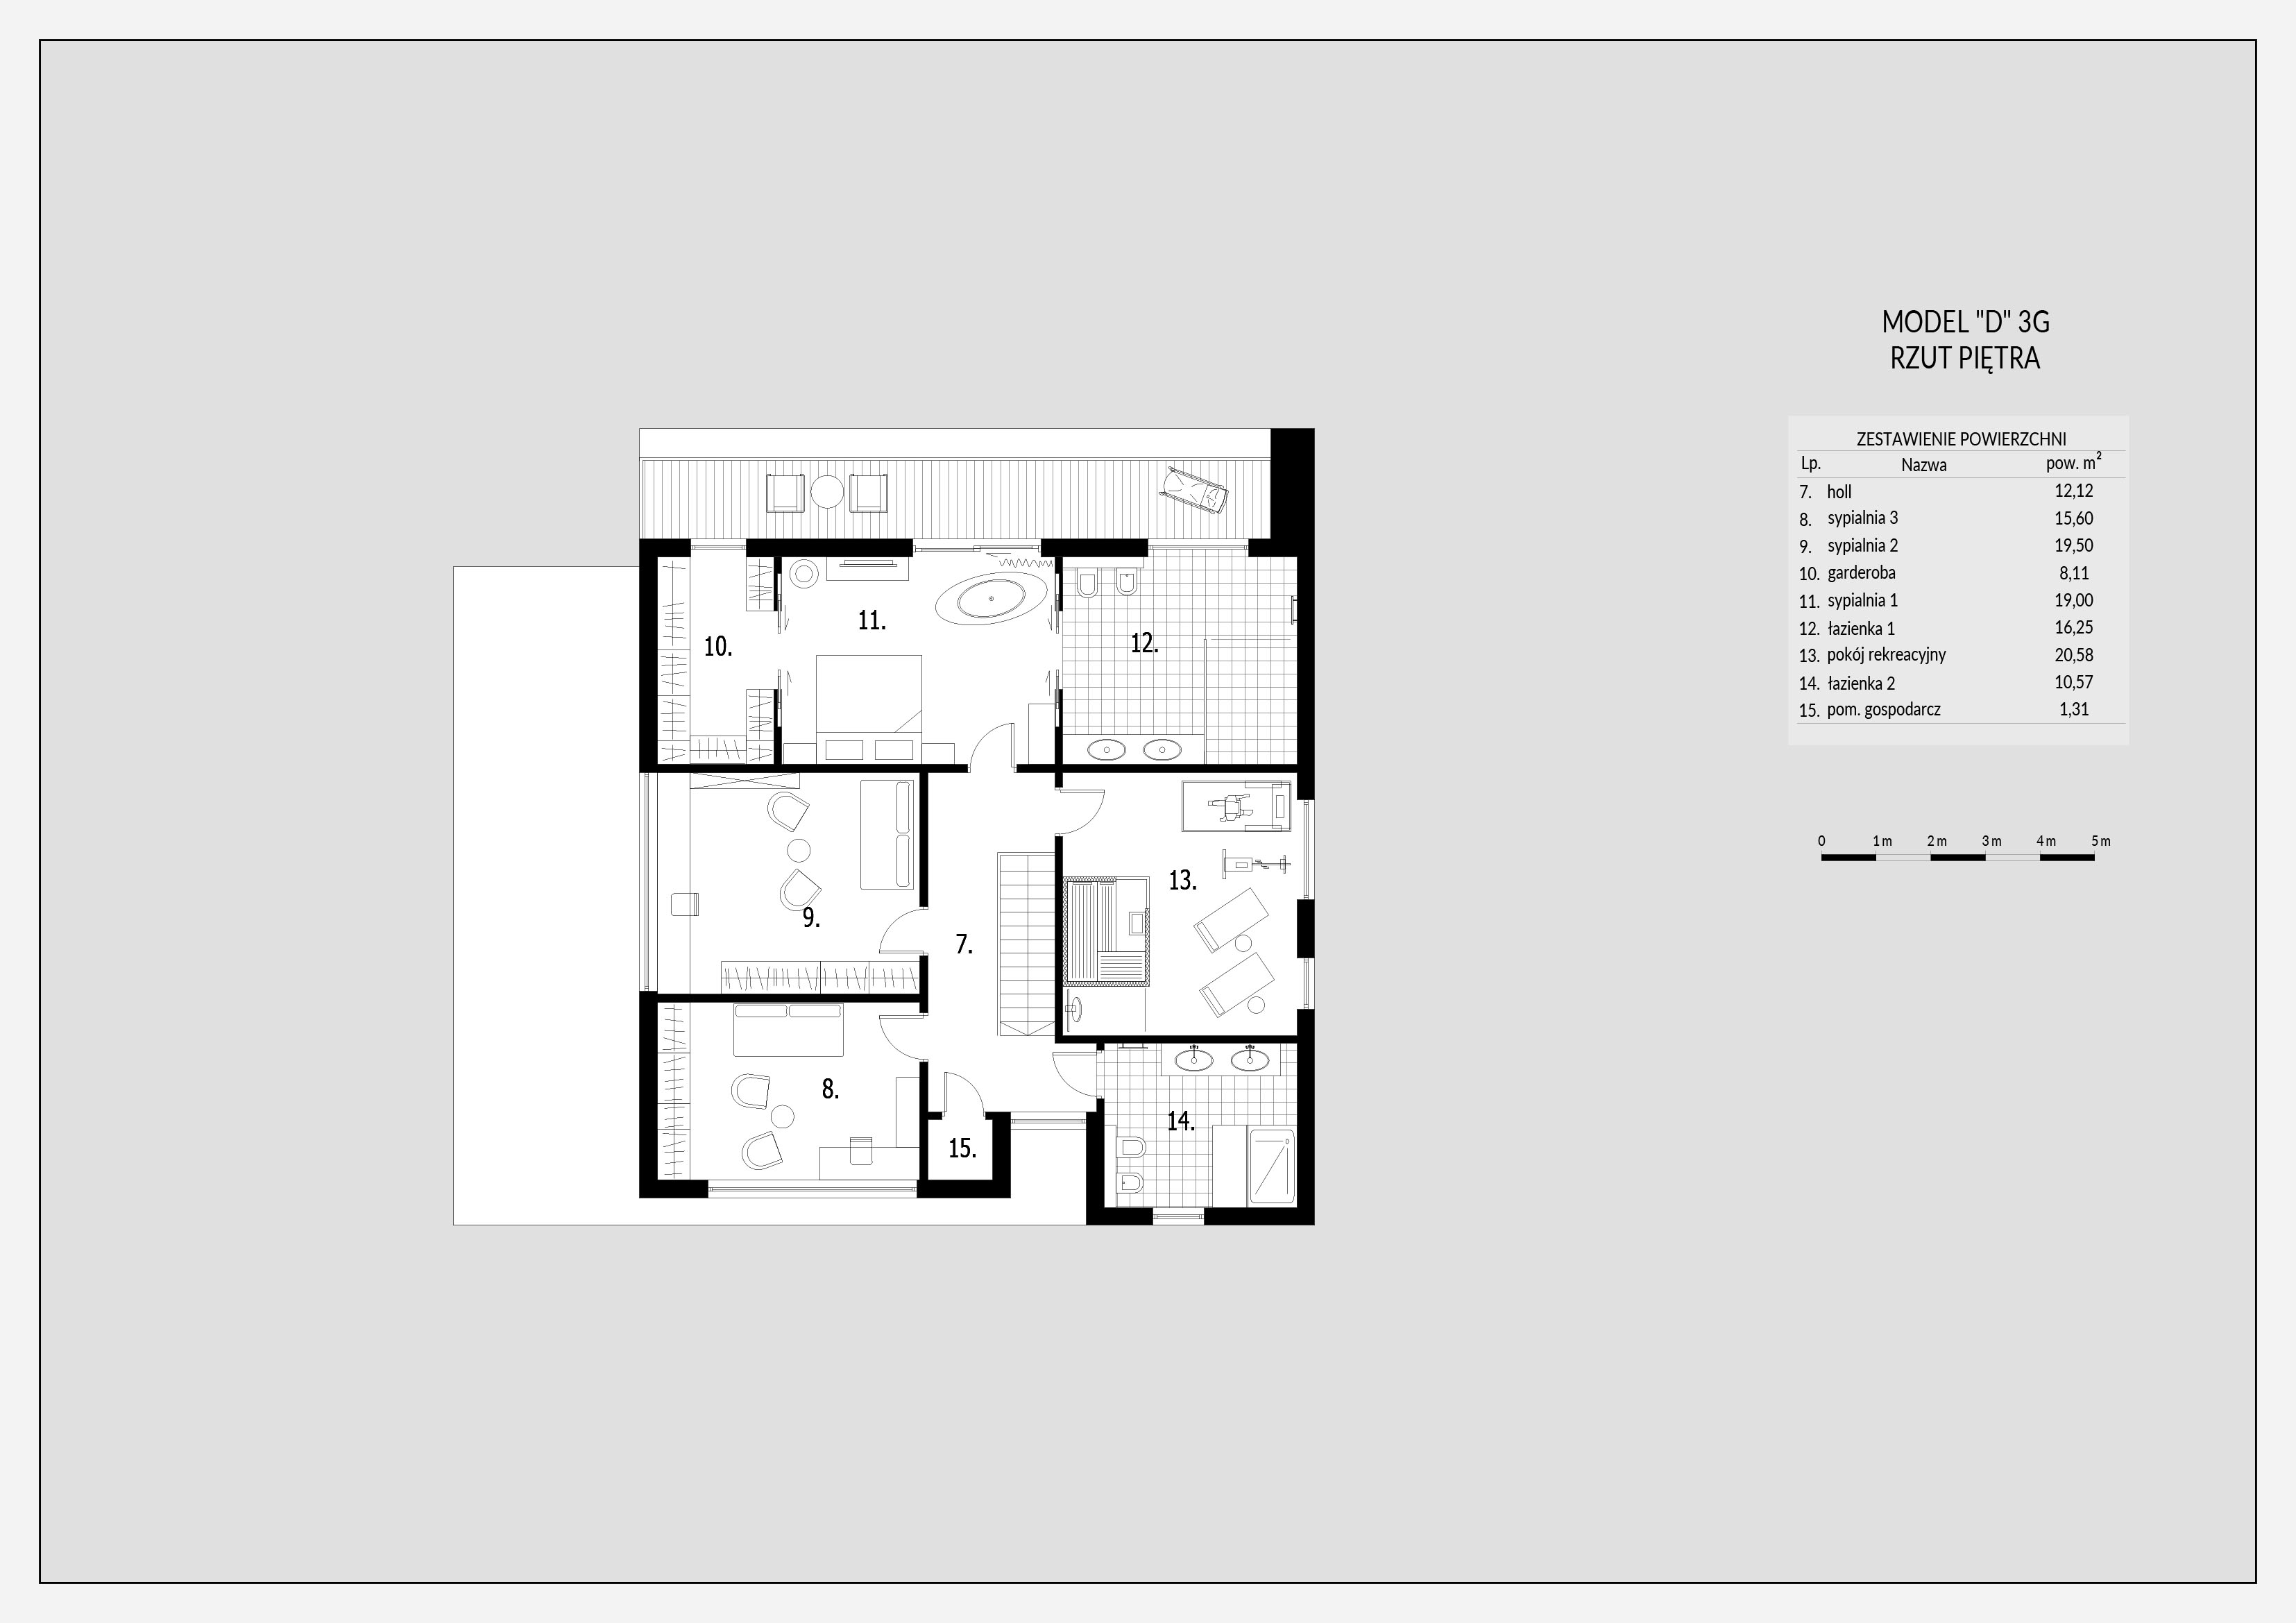 MODEL "D" 3G
RZUT PIĘTRA
ZESTAWIENIE POWIERZCHNI
Lp. Nazwa pow. m²
7. holl 12,12
8. sypialnia 3 15,60
9. sypialnia 2 19,50
10. garderoba 8,11
11. sypialnia 1 19,00
12. łazienka 1 16,25
13. pokój rekreacyjny 20,58
14. łazienka 2 10,57
15. pom. gospodarcz 1,31
0 1 m 2 m 3 m 4 m 5 m
11.
10.
12.
13.
9.
7.
8.
14.
15.